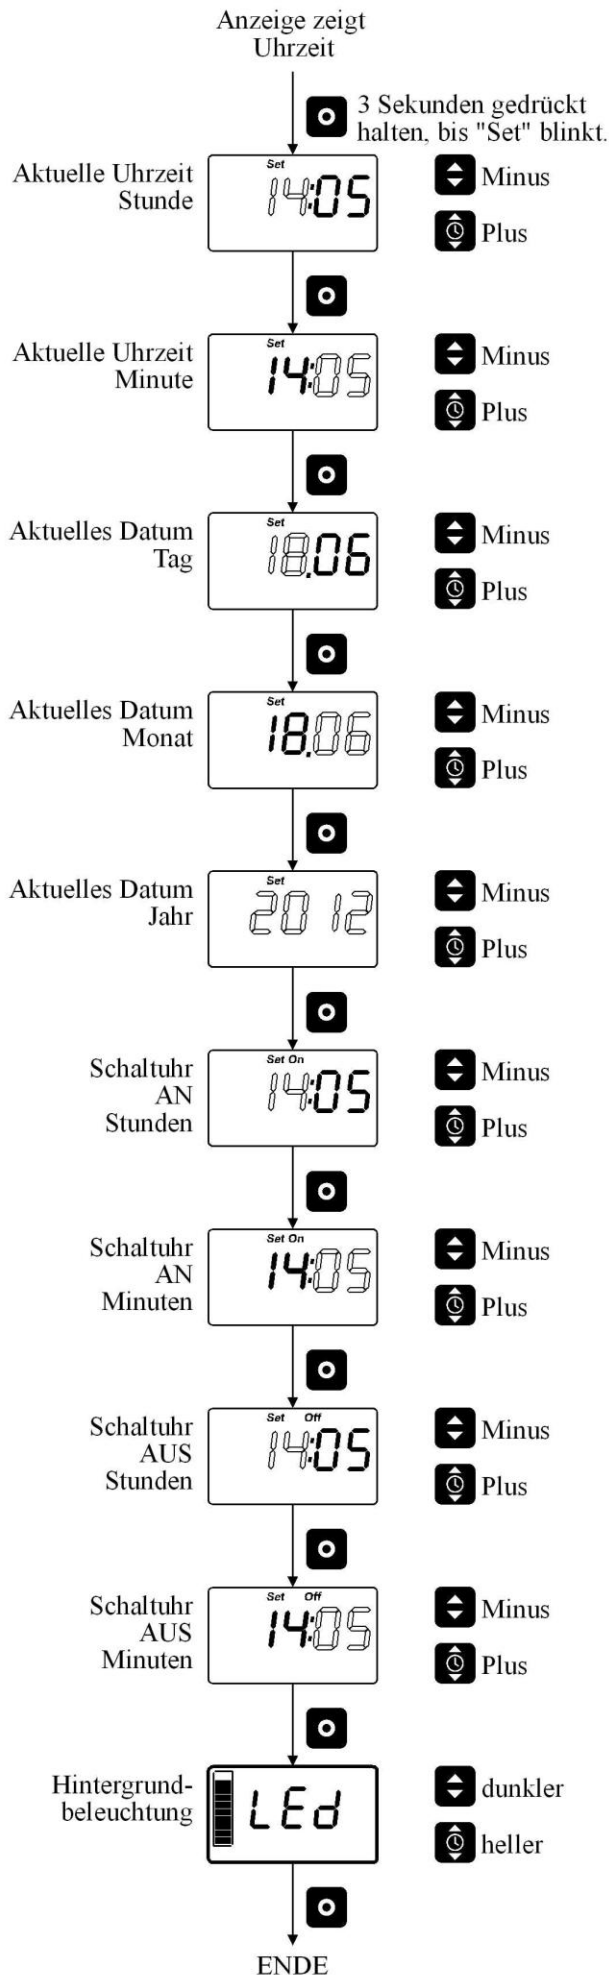 Anzeige zeigt
Uhrzeit
3 Sekunden gedrückt
halten, bis "Set" blinkt.
Aktuelle Uhrzeit
Stunde
Set
14:05
Minus
Plus
Aktuelle Uhrzeit
Minute
Set
14:05
Minus
Plus
Aktuelles Datum
Tag
Set
18.06
Minus
Plus
Aktuelles Datum
Monat
Set
18.06
Minus
Plus
Aktuelles Datum
Jahr
Set
2012
Minus
Plus
Schaltuhr
AN
Stunden
Set On
14:05
Minus
Plus
Schaltuhr
AN
Minuten
Set On
14:05
Minus
Plus
Schaltuhr
AUS
Stunden
Set Off
14:05
Minus
Plus
Schaltuhr
AUS
Minuten
Set Off
14:05
Minus
Plus
Hintergrund-
beleuchtung
LEd
dunkler
heller
ENDE